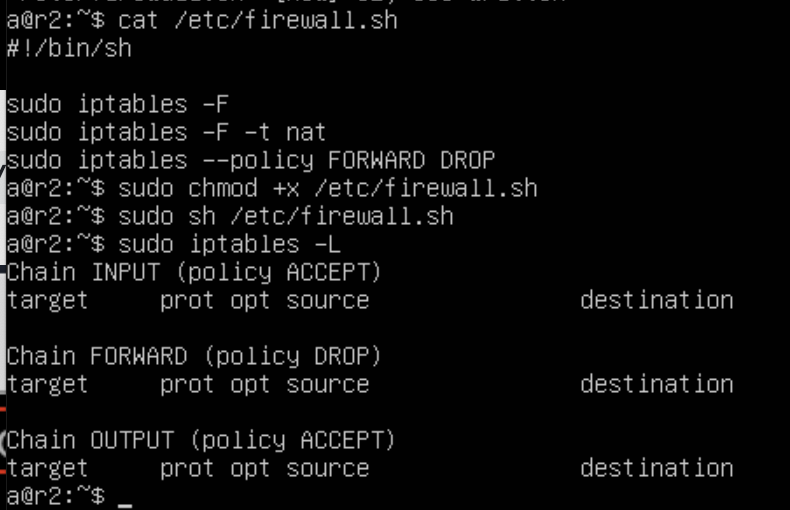 a@r2:~$ cat /etc/firewall.sh
#!/bin/sh
sudo iptables -F
sudo iptables -F -t nat
sudo iptables --policy FORWARD DROP
a@r2:~$ sudo chmod +x /etc/firewall.sh
a@r2:~$ sudo sh /etc/firewall.sh
a@r2:~$ sudo iptables -L
Chain INPUT (policy ACCEPT)
target     prot opt source               destination
Chain FORWARD (policy DROP)
target     prot opt source               destination
Chain OUTPUT (policy ACCEPT)
target     prot opt source               destination
a@r2:~$ _